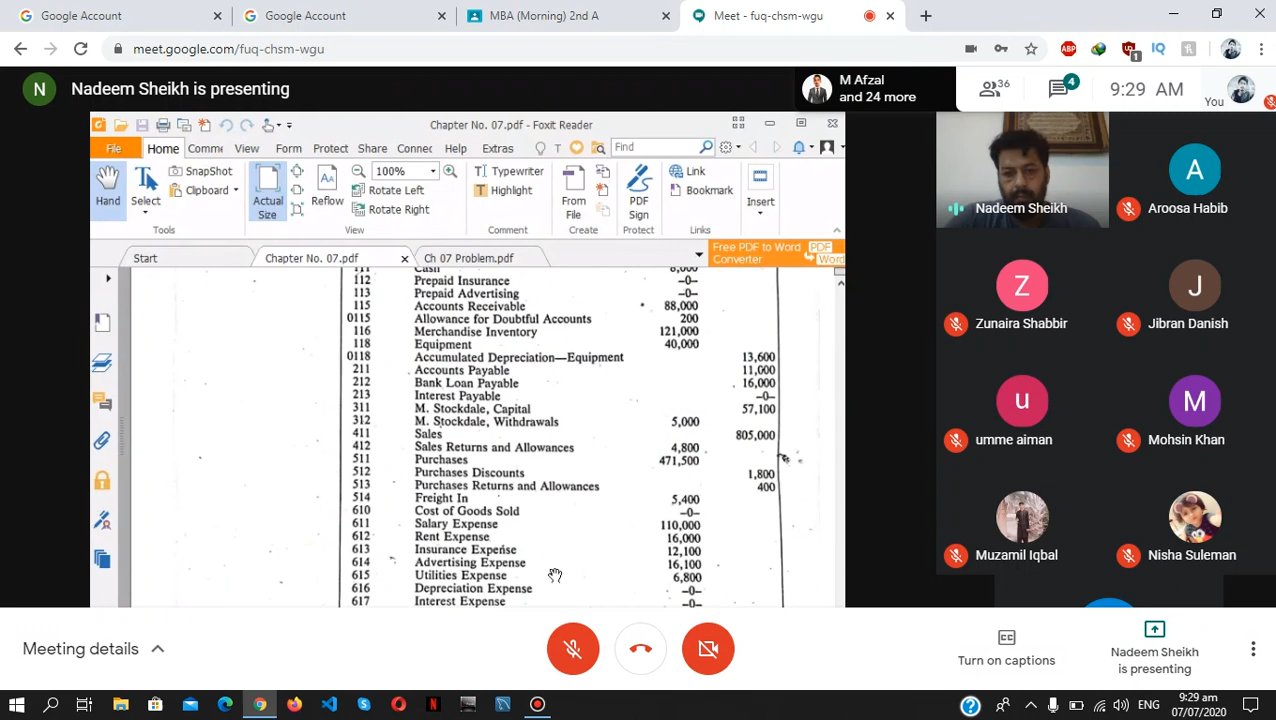 Google Account
Google Account
MBA (Morning) 2nd A
Meet - fuq-chsm-wgu
meet.google.com/fuq-chsm-wgu
ABP
1
IQ
N
Nadeem Sheikh is presenting
M Afzal
and 24 more
36
4
9:29 AM
You
Chapter No. 07.pdf - Foxit Reader
File
Home
Comme
View
Form
Protect
Share
Connec
Help
Extras
Find
Hand
Select
SnapShot
Clipboard
Actual
Size
Reflow
100%
Rotate Left
Rotate Right
Typewriter
Highlight
From
File
PDF
Sign
Link
Bookmark
Insert
Tools
View
Comment
Create
Protect
Links
Start
Chapter No. 07.pdf
Ch 07 Problem.pdf
Free PDF to Word
Converter
PDF
Word
111 Cash 8,000
112 Prepaid Insurance –0–
113 Prepaid Advertising –0–
115 Accounts Receivable 88,000
0115 Allowance for Doubtful Accounts 200
116 Merchandise Inventory 121,000
118 Equipment 40,000
0118 Accumulated Depreciation—Equipment 13,600
211 Accounts Payable 11,000
212 Bank Loan Payable 16,000
213 Interest Payable –0–
311 M. Stockdale, Capital 57,100
312 M. Stockdale, Withdrawals 5,000
411 Sales 805,000
412 Sales Returns and Allowances 4,800
511 Purchases 471,500
512 Purchases Discounts 1,800
513 Purchases Returns and Allowances 400
514 Freight In 5,400
610 Cost of Goods Sold –0–
611 Salary Expense 110,000
612 Rent Expense 16,000
613 Insurance Expense 12,100
614 Advertising Expense 16,100
615 Utilities Expense 6,800
616 Depreciation Expense –0–
617 Interest Expense –0–
Nadeem Sheikh
A
Aroosa Habib
Z
Zunaira Shabbir
J
Jibran Danish
u
umme aiman
M
Mohsin Khan
Muzamil Iqbal
Nisha Suleman
Meeting details
Turn on captions
Nadeem Sheikh
is presenting
ENG
9:29 am
07/07/2020